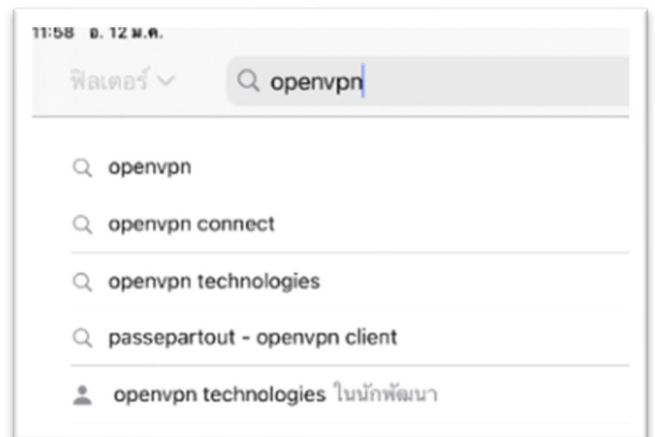 11:58 อ. 12 ม.ค.
ฟิลเตอร์ openvpn
openvpn
openvpn connect
openvpn technologies
passepartout - openvpn client
openvpn technologies ในนักพัฒนา